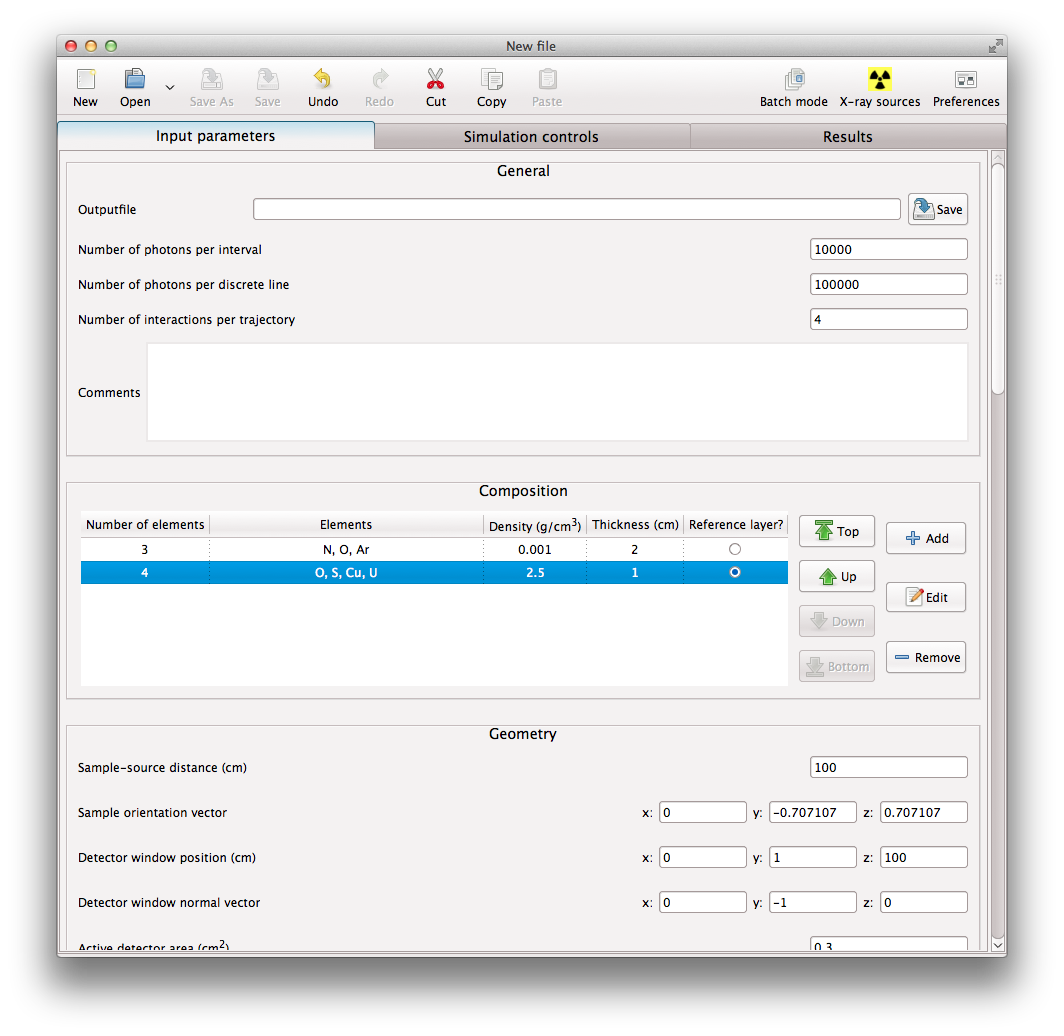 New file
New Open Save As Save Undo Redo Cut Copy Paste Batch mode X-ray sources Preferences
Input parameters Simulation controls Results
General
Outputfile Save
Number of photons per interval 10000
Number of photons per discrete line 100000
Number of interactions per trajectory 4
Comments
Composition
Number of elements Elements Density (g/cm³) Thickness (cm) Reference layer?
3 N, O, Ar 0.001 2
4 O, S, Cu, U 2.5 1
Top
Up
Down
Bottom
Add
Edit
Remove
Geometry
Sample-source distance (cm) 100
Sample orientation vector x: 0 y: -0.707107 z: 0.707107
Detector window position (cm) x: 0 y: 1 z: 100
Detector window normal vector x: 0 y: -1 z: 0
Active detector area (cm²) 0.3